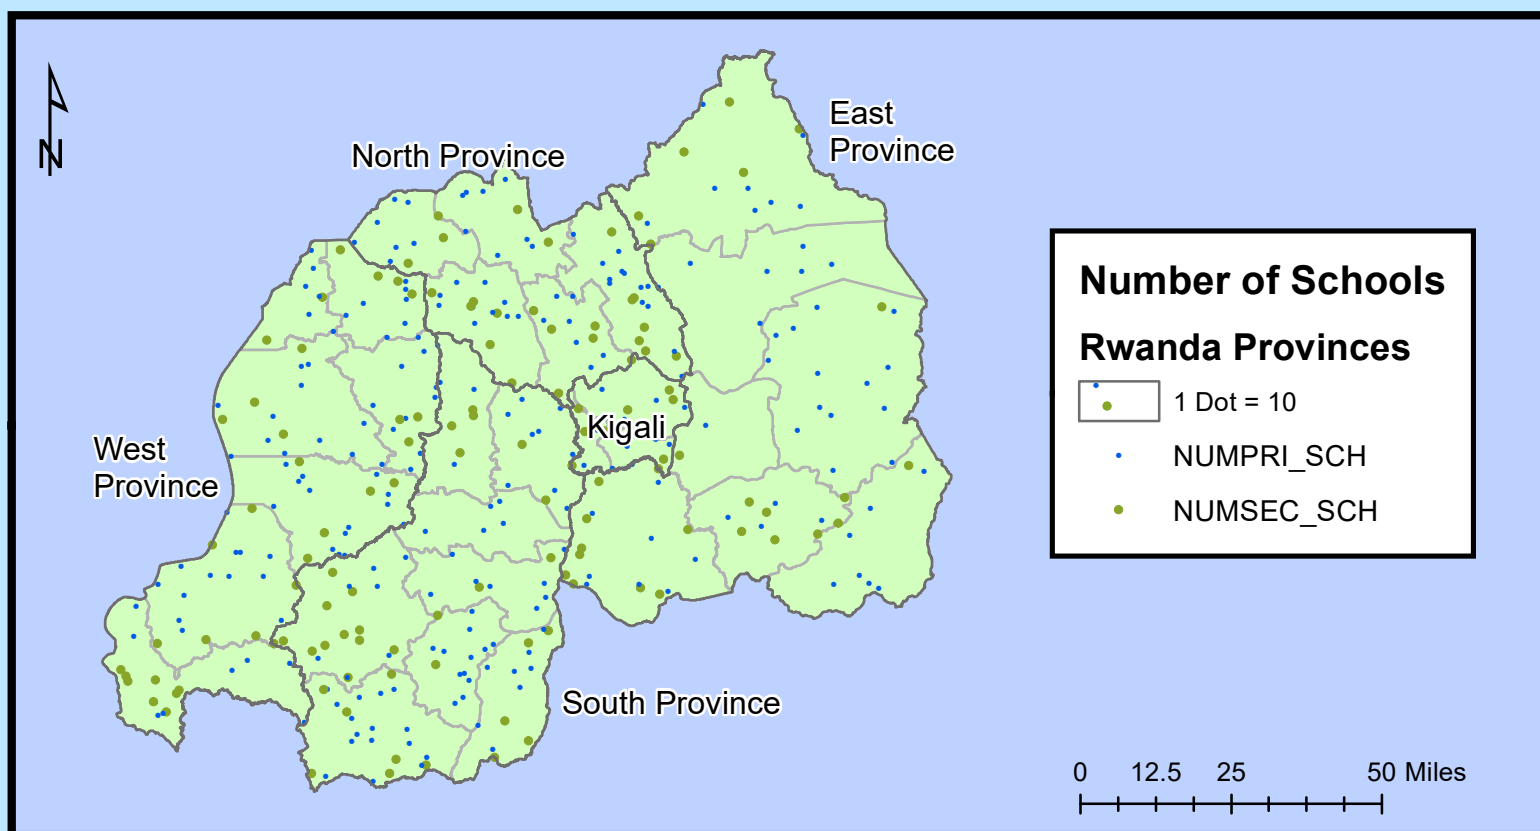 N
North Province
East
Province
West
Province
Kigali
South Province
Number of Schools
Rwanda Provinces
1 Dot = 10
NUMPRI_SCH
NUMSEC_SCH
0 12.5 25 50 Miles